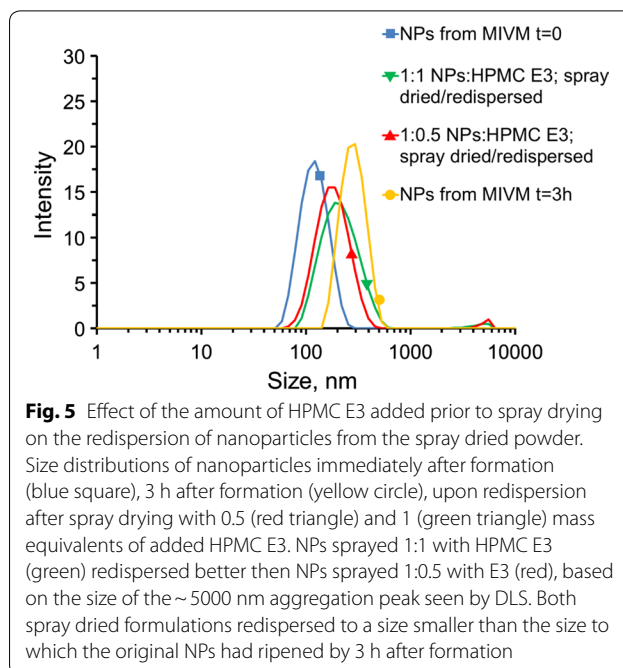 30
25
20
15
10
5
0
Intensity
1
10
100
1000
10000
Size, nm
NPs from MIVM t=0
1:1 NPs:HPMC E3; spray
dried/redispersed
1:0.5 NPs:HPMC E3;
spray dried/redispersed
NPs from MIVM t=3h
Fig. 5 Effect of the amount of HPMC E3 added prior to spray drying
on the redispersion of nanoparticles from the spray dried powder.
Size distributions of nanoparticles immediately after formation
(blue square), 3 h after formation (yellow circle), upon redispersion
after spray drying with 0.5 (red triangle) and 1 (green triangle) mass
equivalents of added HPMC E3. NPs sprayed 1:1 with HPMC E3
(green) redispersed better then NPs sprayed 1:0.5 with E3 (red), based
on the size of the ~ 5000 nm aggregation peak seen by DLS. Both
spray dried formulations redispersed to a size smaller than the size to
which the original NPs had ripened by 3 h after formation